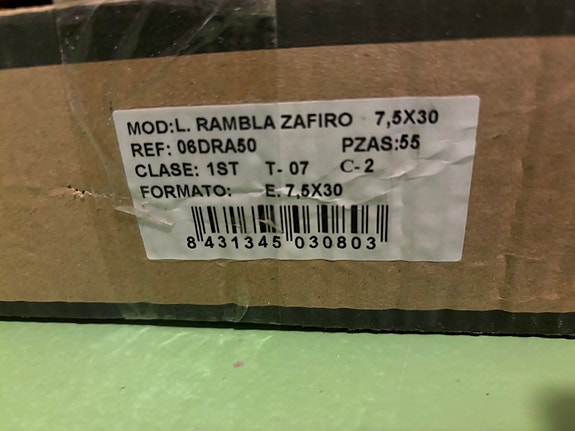 MOD:L. RAMBLA ZAFIRO 7,5X30
REF: 06DRA50 PZAS:55
CLASE: 1ST T- 07 C-2
FORMATO: E. 7,5X30
8 431345 030803